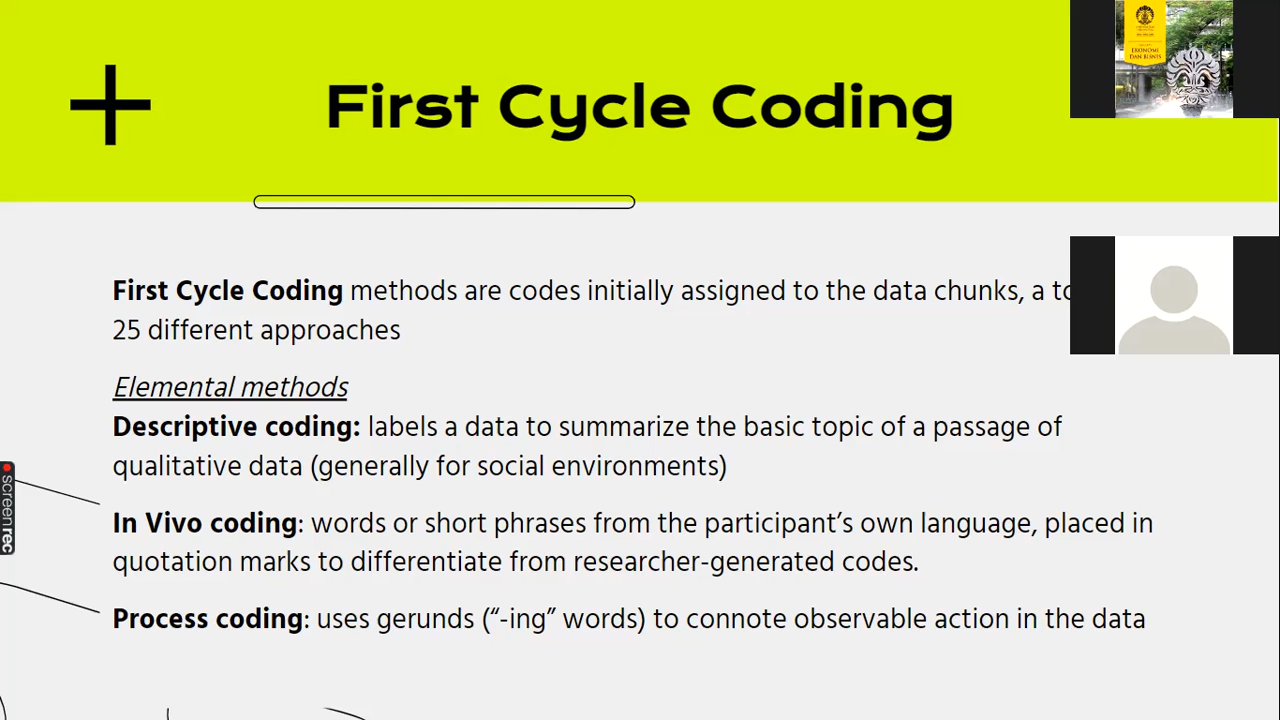 First Cycle Coding
EKONOMI
DAN BISNIS
First Cycle Coding methods are codes initially assigned to the data chunks, a
25 different approaches
Elemental methods
Descriptive coding: labels a data to summarize the basic topic of a passage of
qualitative data (generally for social environments)
In Vivo coding: words or short phrases from the participant’s own language, placed in
quotation marks to differentiate from researcher-generated codes.
Process coding: uses gerunds (“-ing” words) to connote observable action in the data
screenrec